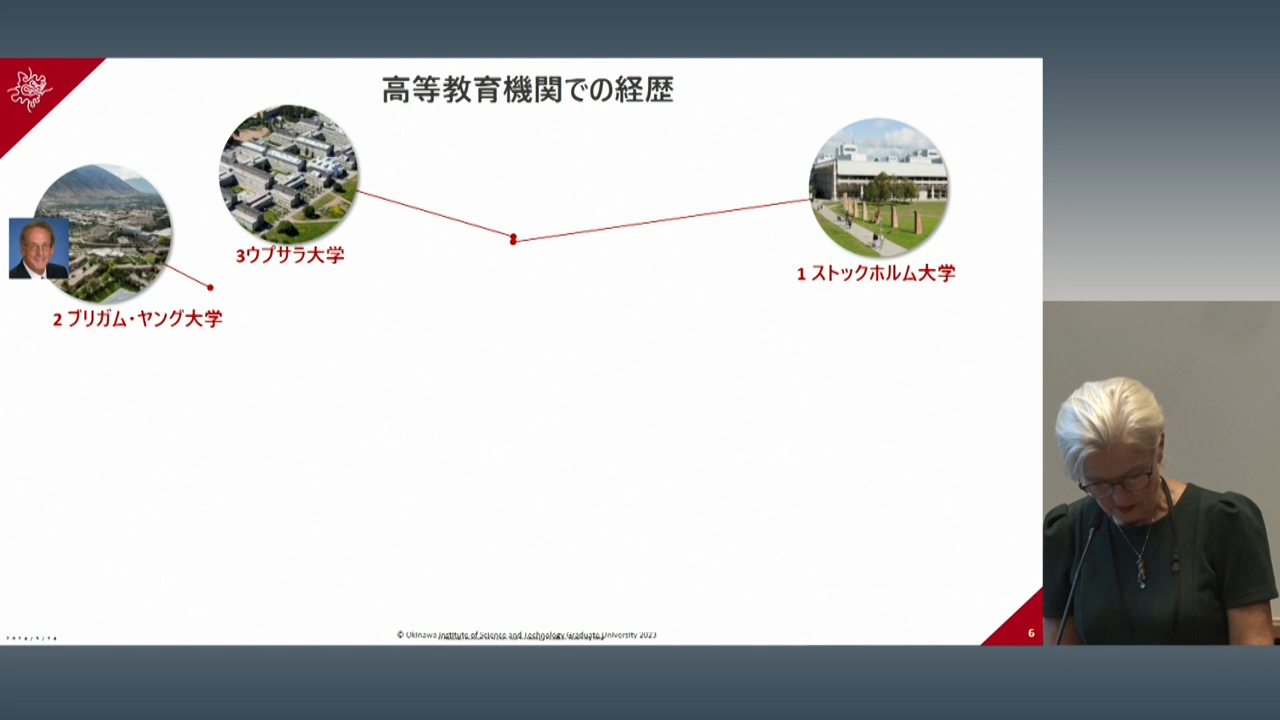 高等教育機関での経歴
3ウプサラ大学
1 ストックホルム大学
2 ブリガム・ヤング大学
© Okinawa Institute of Science and Technology Graduate University 2023
6